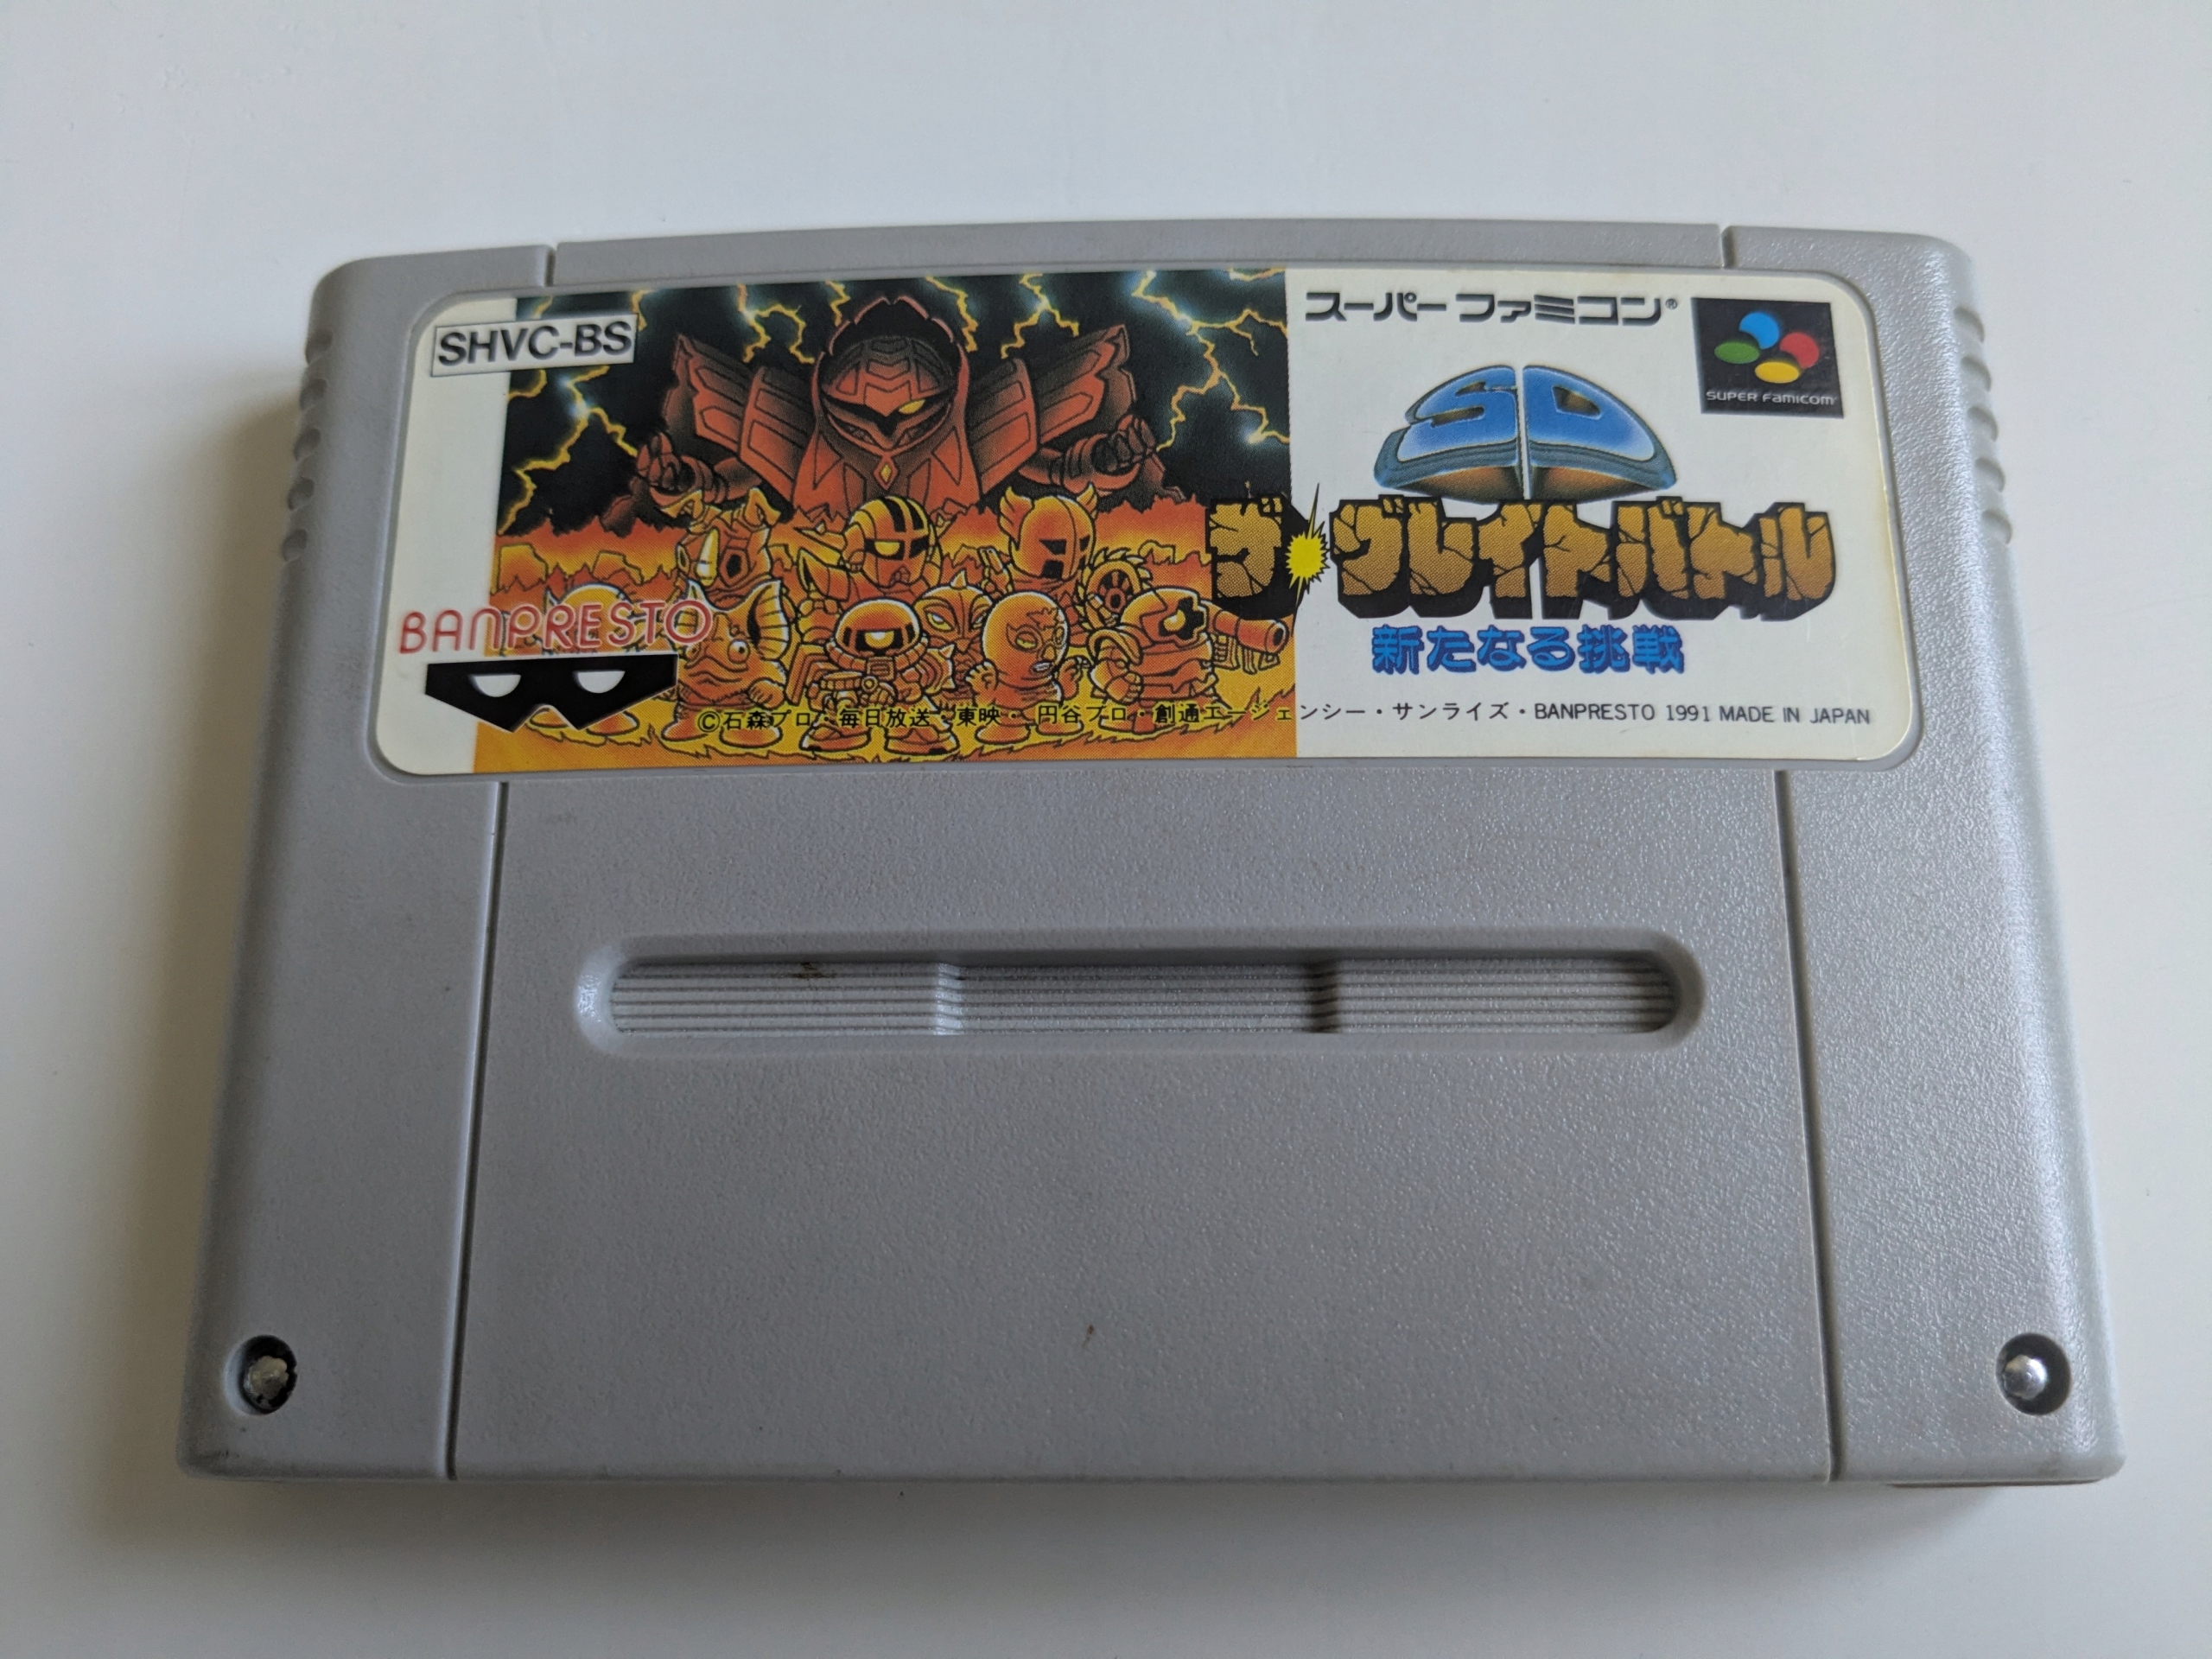 SHVC-BS
スーパーファミコン®
SUPER FAMICOM
SD
ザ・グレイトバトル
新たなる挑戦
BANPRESTO
©石森プロ・毎日放送・東映・円谷プロ・創通エージェンシー・サンライズ・BANPRESTO 1991 MADE IN JAPAN